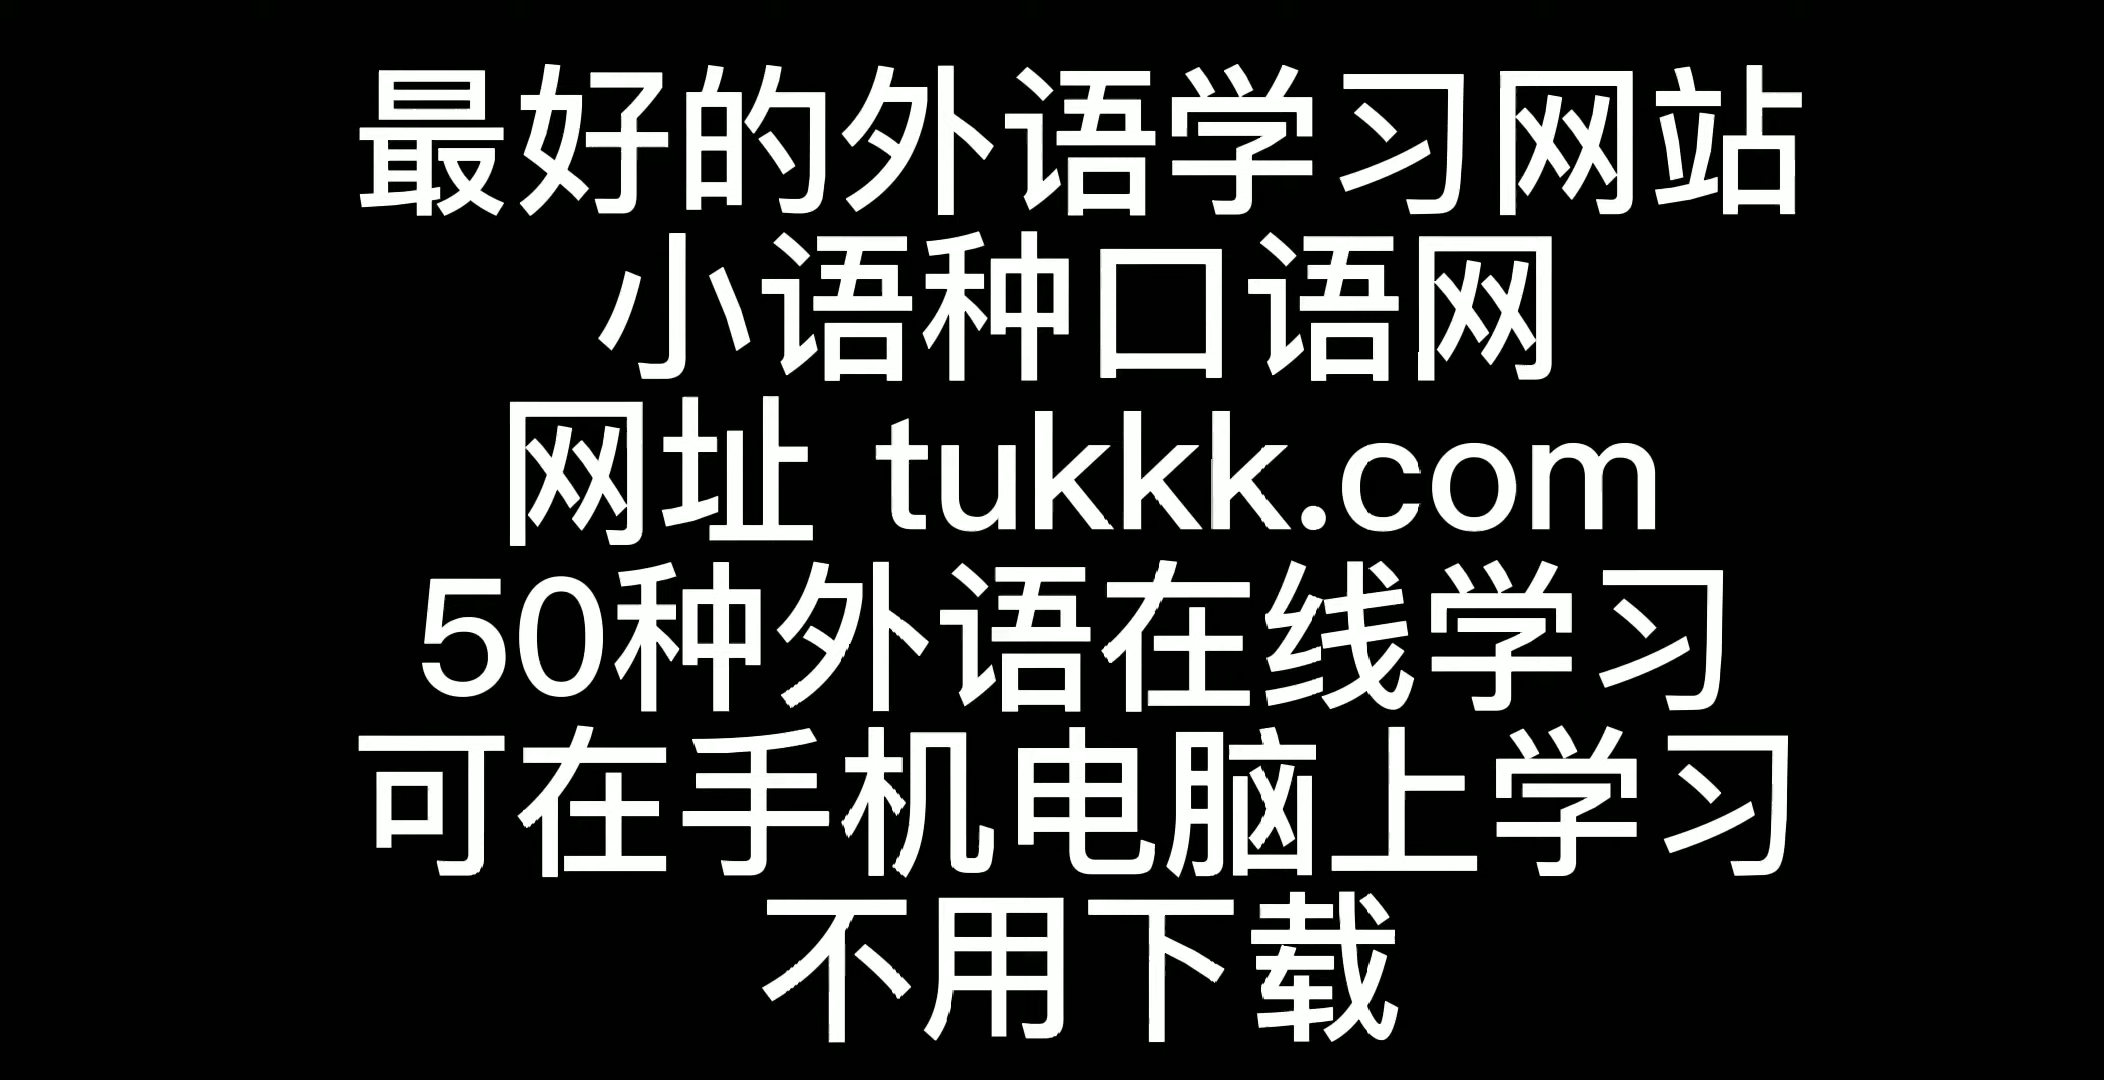 最好的外语学习网站
小语种口语网
网址 tukkk.com
50种外语在线学习
可在手机电脑上学习
不用下载